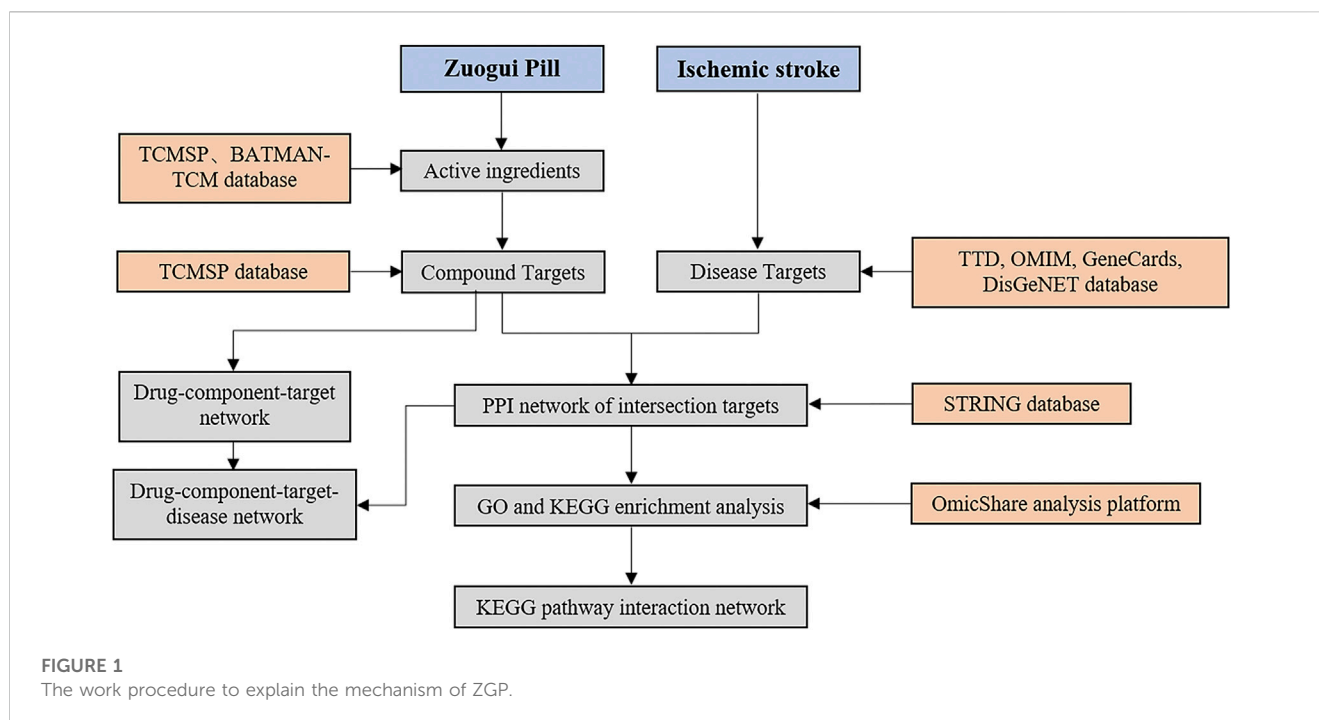 Zuogui Pill
Ischemic stroke
TCMSP、BATMAN-
TCM database
Active ingredients
TCMSP database
Compound Targets
Disease Targets
TTD, OMIM, GeneCards,
DisGeNET database
Drug-component-target
network
PPI network of intersection targets
STRING database
Drug-component-target-
disease network
GO and KEGG enrichment analysis
OmicShare analysis platform
KEGG pathway interaction network
FIGURE 1
The work procedure to explain the mechanism of ZGP.